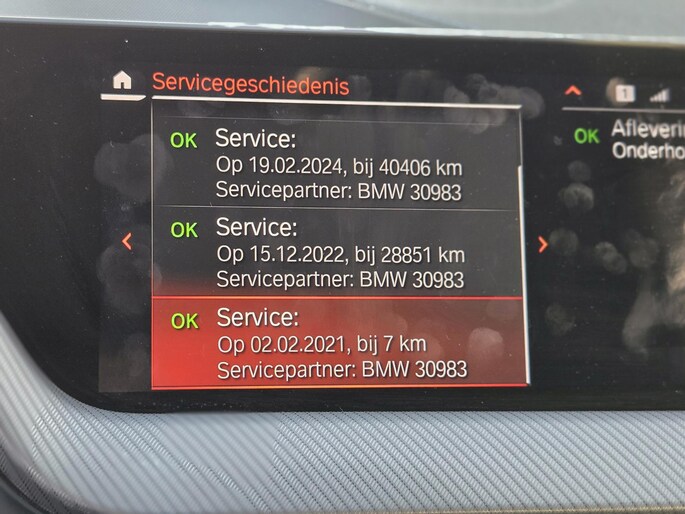 Servicegeschiedenis
1
OK Service:
Op 19.02.2024, bij 40406 km
Servicepartner: BMW 30983
OK Service:
Op 15.12.2022, bij 28851 km
Servicepartner: BMW 30983
OK Service:
Op 02.02.2021, bij 7 km
Servicepartner: BMW 30983
OK Aflevering
Onderho